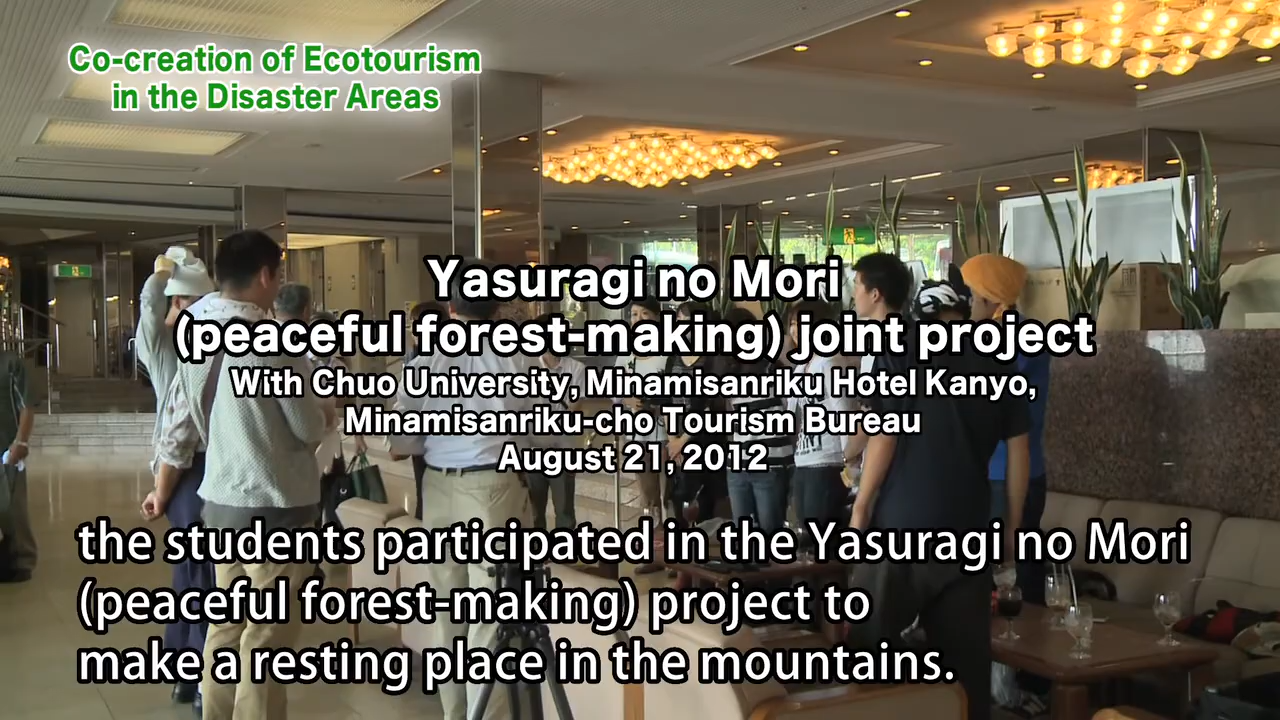 Co-creation of Ecotourism
in the Disaster Areas
Yasuragi no Mori
(peaceful forest-making) joint project
With Chuo University, Minamisanriku Hotel Kanyo,
Minamisanriku-cho Tourism Bureau
August 21, 2012
the students participated in the Yasuragi no Mori
(peaceful forest-making) project to
make a resting place in the mountains.